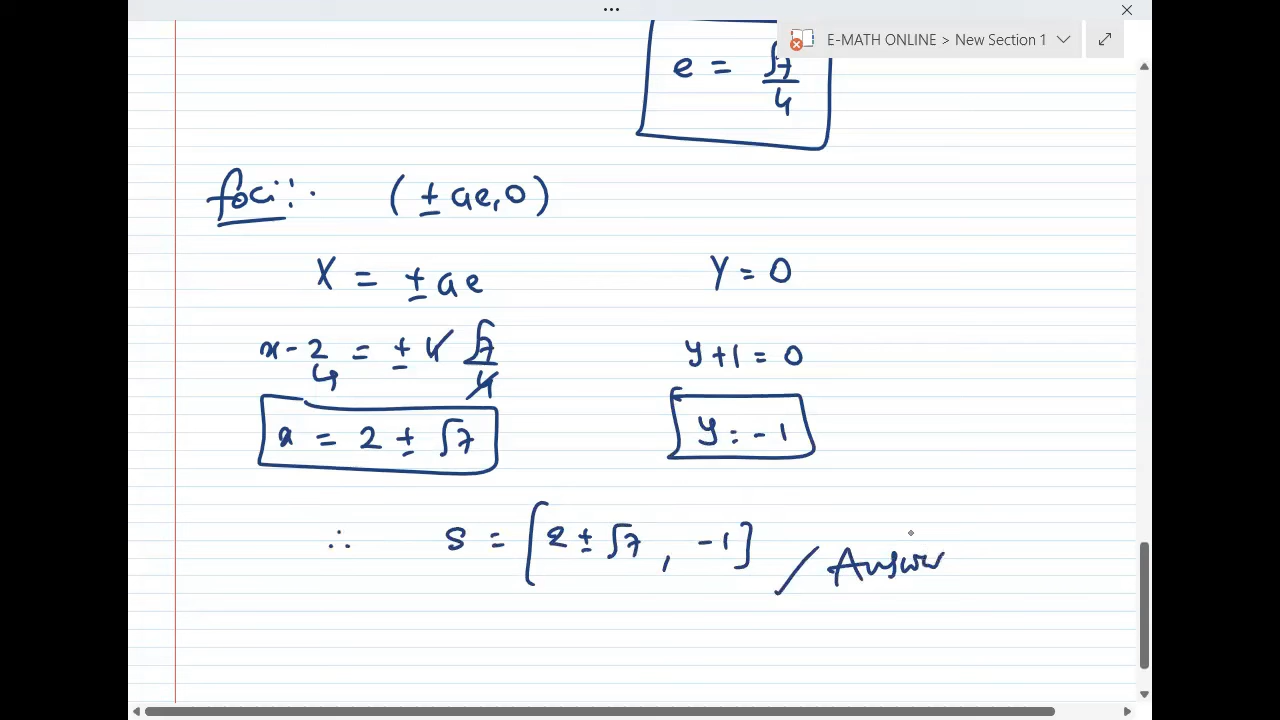 E-MATH ONLINE > New Section 1
e = √7/4
foci:
(± ae, 0)
X = ± ae
Y = 0
x - 2 = ± 4 √7/4
y + 1 = 0
x = 2 ± √7
y = -1
∴ S = [2 ± √7, -1] / Answer